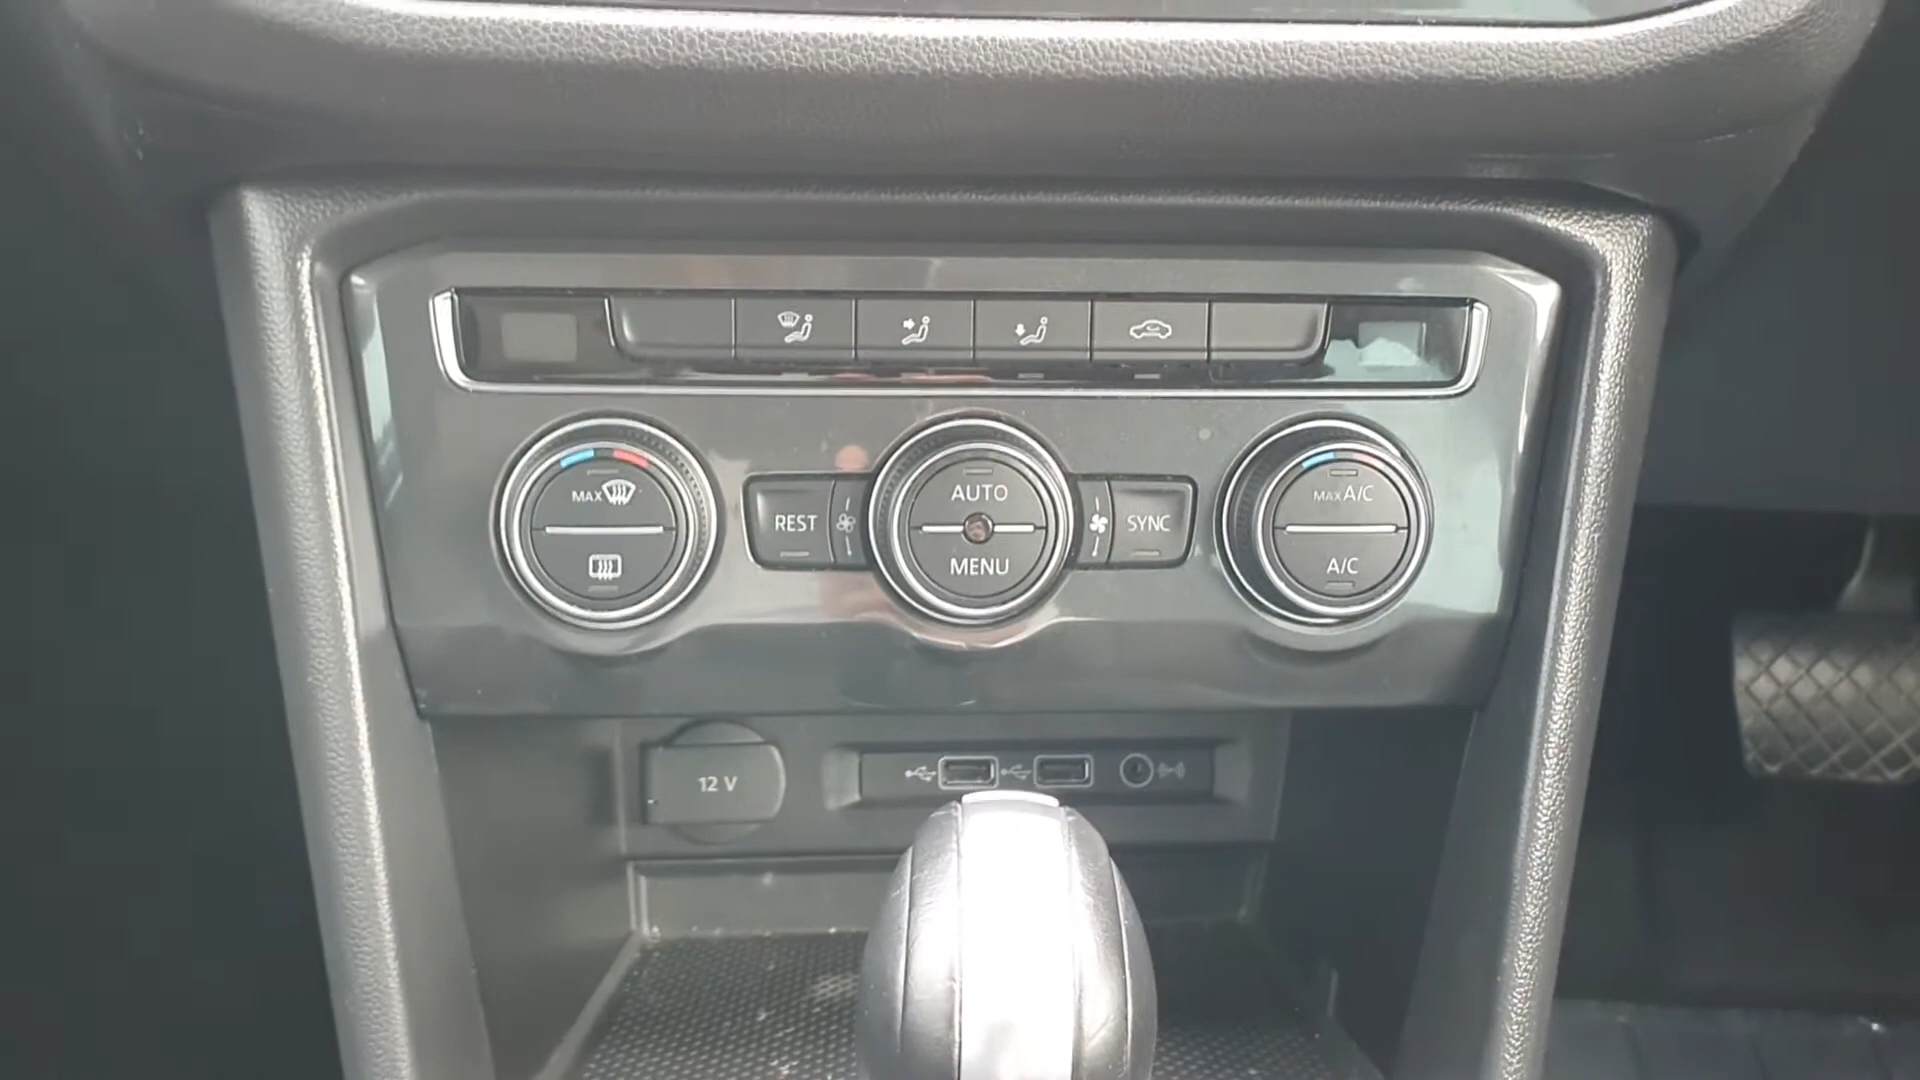 MAX
REST
AUTO
MENU
SYNC
MAX A/C
A/C
12 V